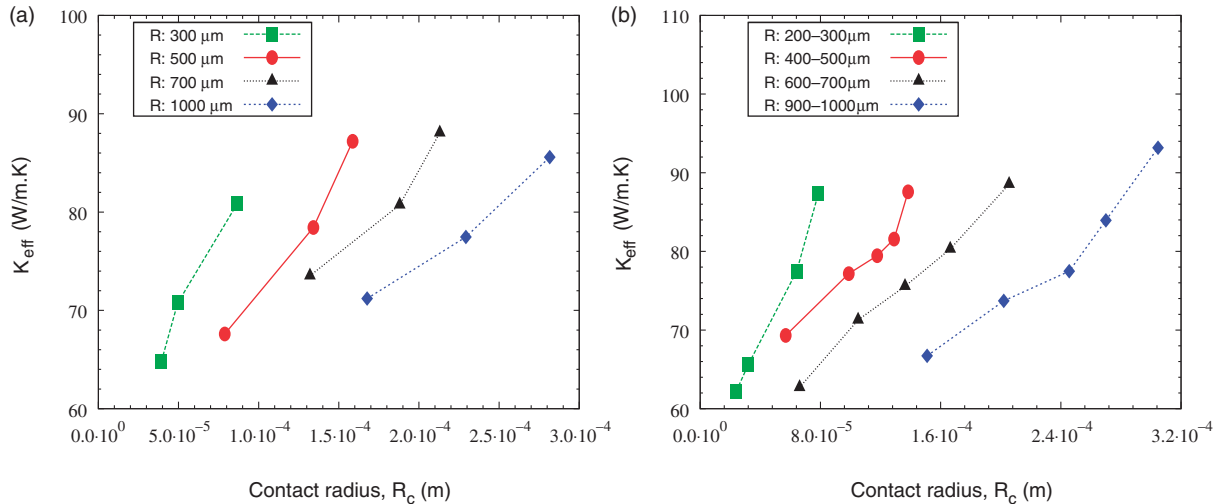 (a)
R: 300 μm
R: 500 μm
R: 700 μm
R: 1000 μm
100
90
80
70
60
K_eff (W/m.K)
0.0·10^0 5.0·10^-5 1.0·10^-4 1.5·10^-4 2.0·10^-4 2.5·10^-4 3.0·10^-4
Contact radius, R_c (m)
(b)
R: 200–300μm
R: 400–500μm
R: 600–700μm
R: 900–1000μm
110
100
90
80
70
60
K_eff (W/m.K)
0.0·10^0 8.0·10^-5 1.6·10^-4 2.4·10^-4 3.2·10^-4
Contact radius, R_c (m)